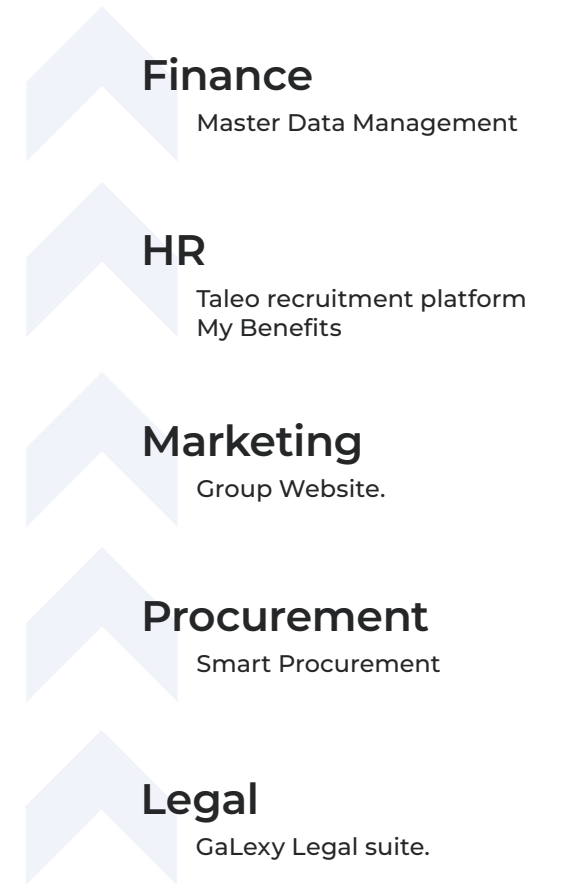 Finance
Master Data Management
HR
Taleo recruitment platform
My Benefits
Marketing
Group Website.
Procurement
Smart Procurement
Legal
GaLexy Legal suite.